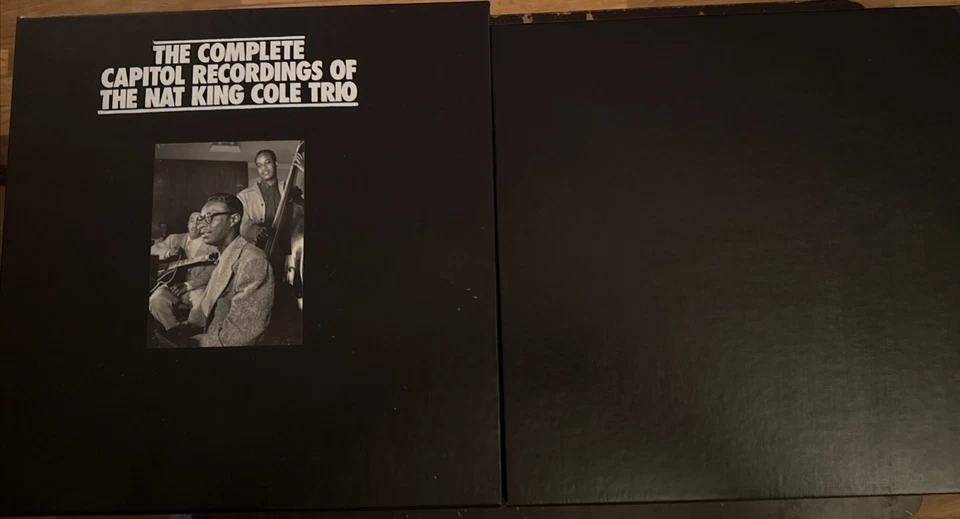 THE COMPLETE
CAPITOL RECORDINGS OF
THE NAT KING COLE TRIO